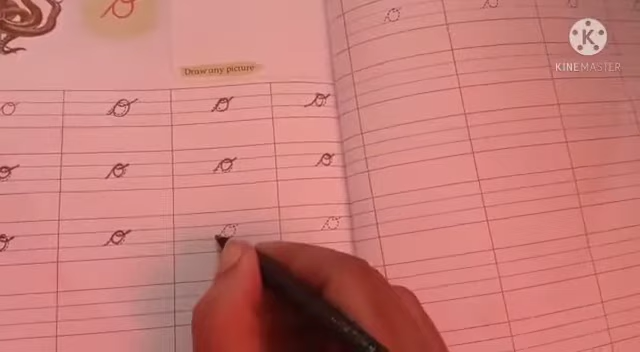 o
K
KINEMASTER
Draw any picture
o o o o
o o o o
o o o o